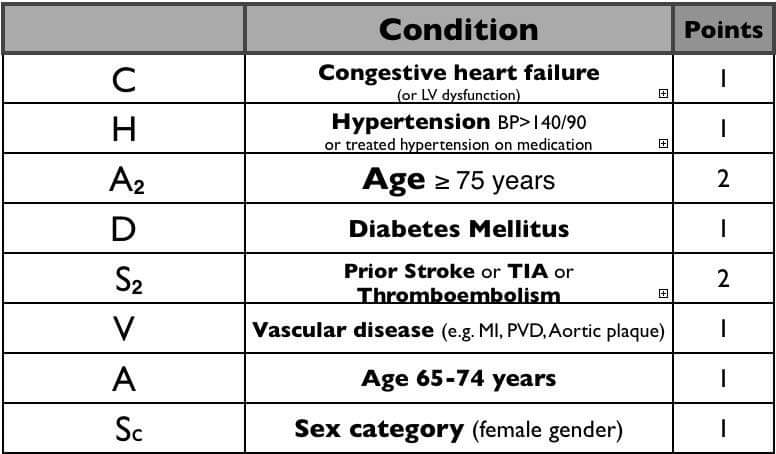 Condition Points
C Congestive heart failure 1
(or LV dysfunction)
H Hypertension BP>140/90 1
or treated hypertension on medication
A2 Age ≥ 75 years 2
D Diabetes Mellitus 1
S2 Prior Stroke or TIA or 2
Thromboembolism
V Vascular disease (e.g. MI, PVD, Aortic plaque) 1
A Age 65-74 years 1
Sc Sex category (female gender) 1